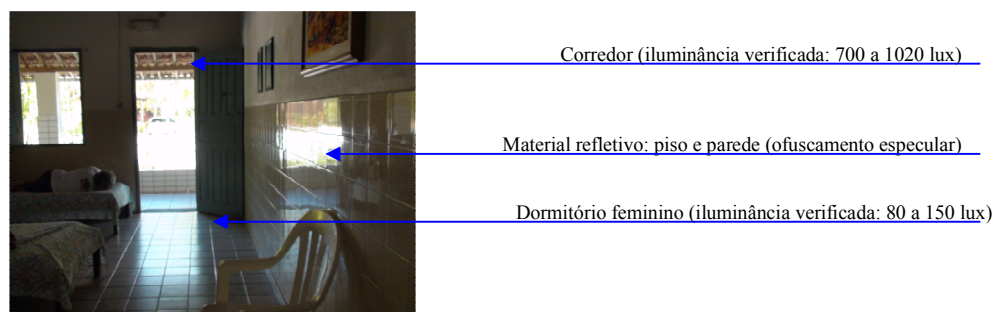 Corredor (iluminância verificada: 700 a 1020 lux)
Material refletivo: piso e parede (ofuscamento especular)
Dormitório feminino (iluminância verificada: 80 a 150 lux)